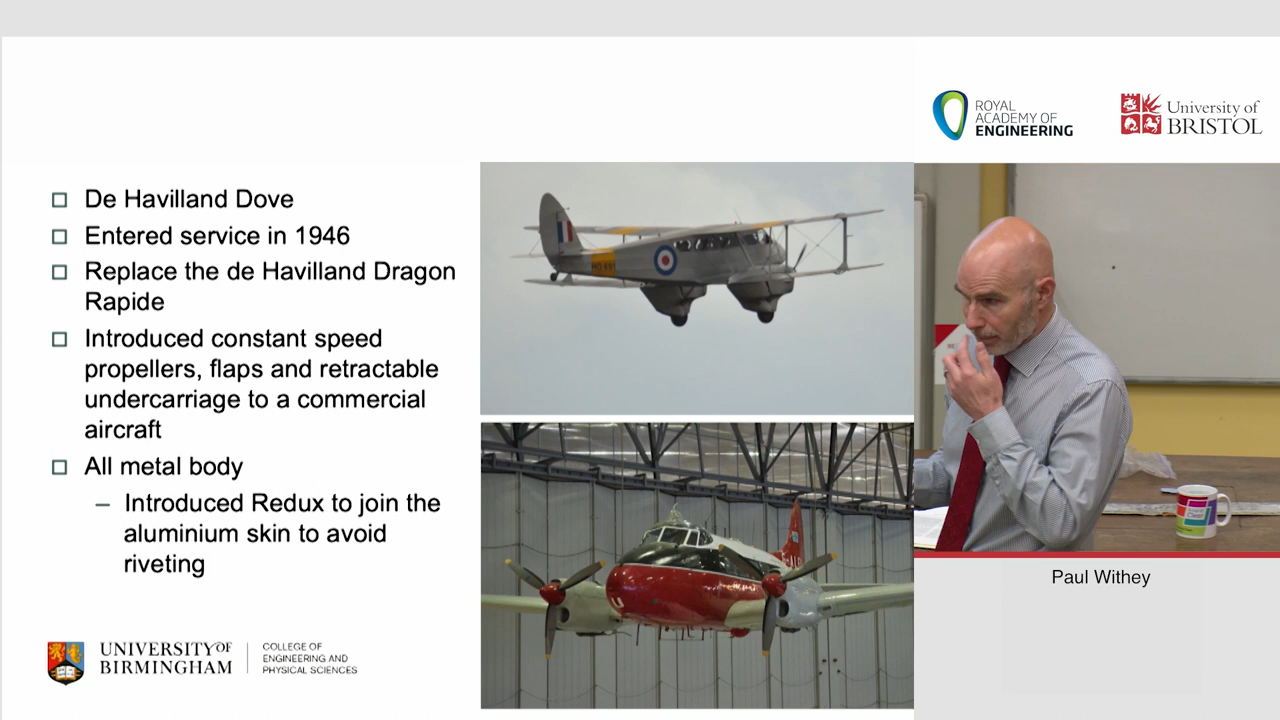 De Havilland Dove
Entered service in 1946
Replace the de Havilland Dragon
Rapide
Introduced constant speed
propellers, flaps and retractable
undercarriage to a commercial
aircraft
All metal body
– Introduced Redux to join the
aluminium skin to avoid
riveting
UNIVERSITY OF
BIRMINGHAM
COLLEGE OF
ENGINEERING AND
PHYSICAL SCIENCES
ROYAL
ACADEMY OF
ENGINEERING
University of
BRISTOL
Paul Withey